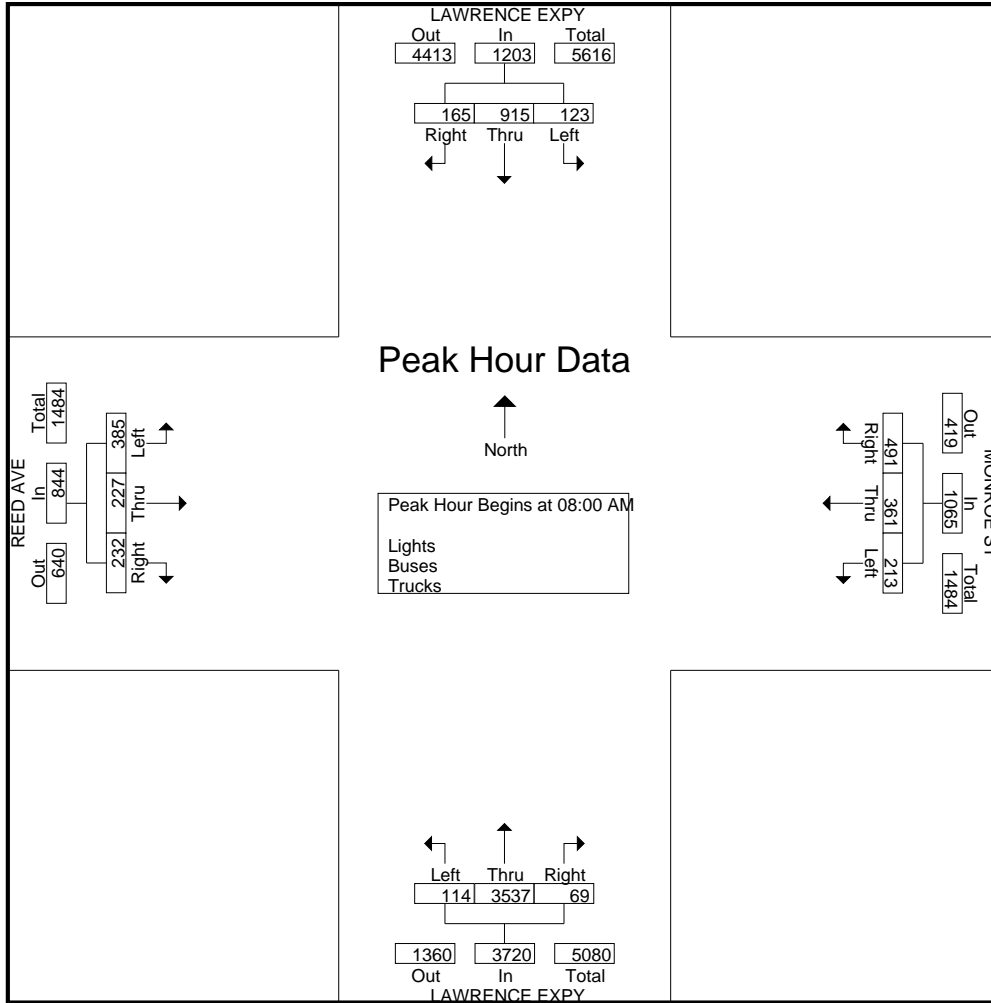 LAWRENCE EXPY
Out In Total
4413 1203 5616
165 915 123
Right Thru Left
Peak Hour Data
North
Peak Hour Begins at 08:00 AM
Lights
Buses
Trucks
REED AVE
Out In Total
640 844 1484
232 227 385
Right Thru Left
MONROE ST
Out In Total
419 1065 1484
491 361 213
Right Thru Left
Left Thru Right
114 3537 69
1360 3720 5080
Out In Total
LAWRENCE EXPY